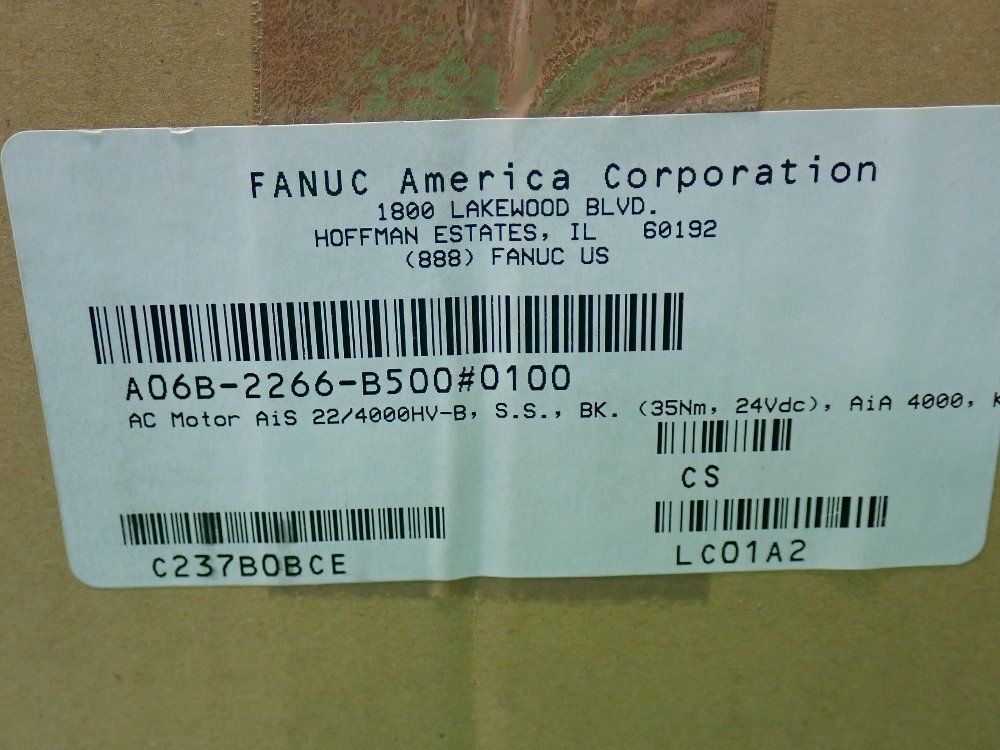 FANUC America Corporation
1800 LAKEWOOD BLVD.
HOFFMAN ESTATES, IL 60192
(888) FANUC US
A06B-2266-B500#0100
AC Motor AiS 22/4000HV-B, S.S., BK. (35Nm, 24Vdc), AiA 4000,
CS
C237B0BCE
LC01A2